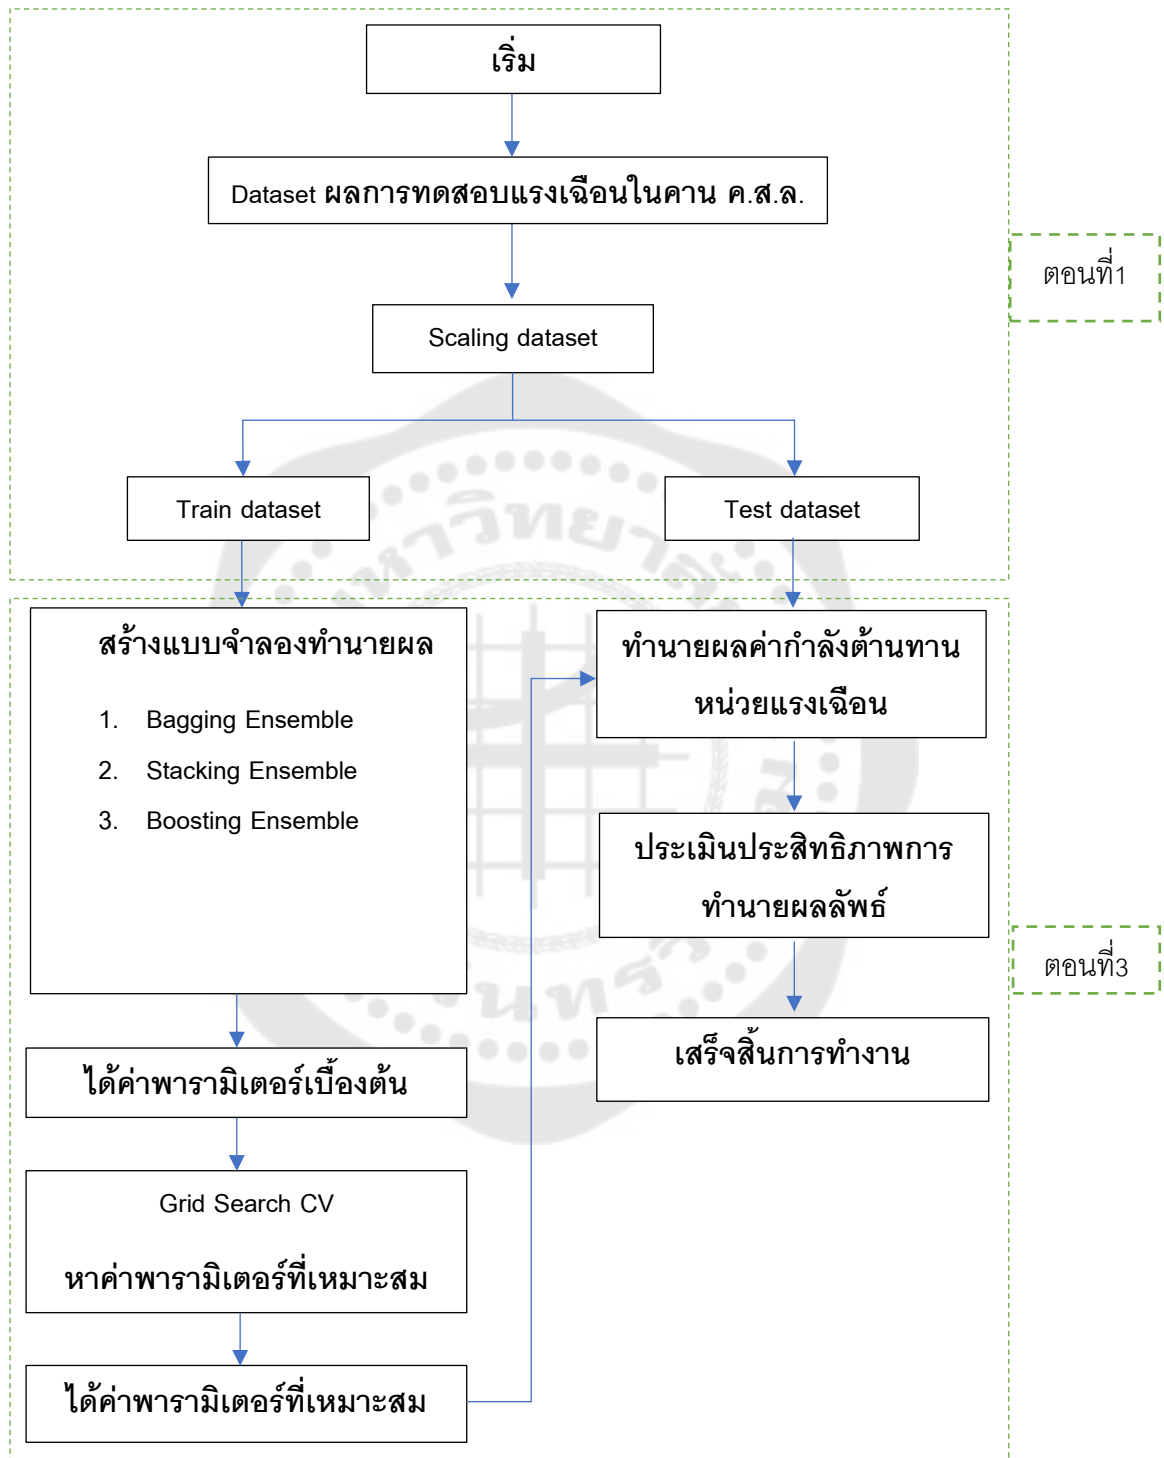 เริ่ม
Dataset ผลการทดสอบแรงเฉือนในคาน ค.ส.ล.
ตอนที่1
Scaling dataset
Train dataset
Test dataset
สร้างแบบจำลองทำนายผล
1. Bagging Ensemble
2. Stacking Ensemble
3. Boosting Ensemble
ได้ค่าพารามิเตอร์เบื้องต้น
Grid Search CV
หาค่าพารามิเตอร์ที่เหมาะสม
ได้ค่าพารามิเตอร์ที่เหมาะสม
ทำนายผลค่ากำลังต้านทาน
หน่วยแรงเฉือน
ประเมินประสิทธิภาพการ
ทำนายผลลัพธ์
เสร็จสิ้นการทำงาน
ตอนที่3